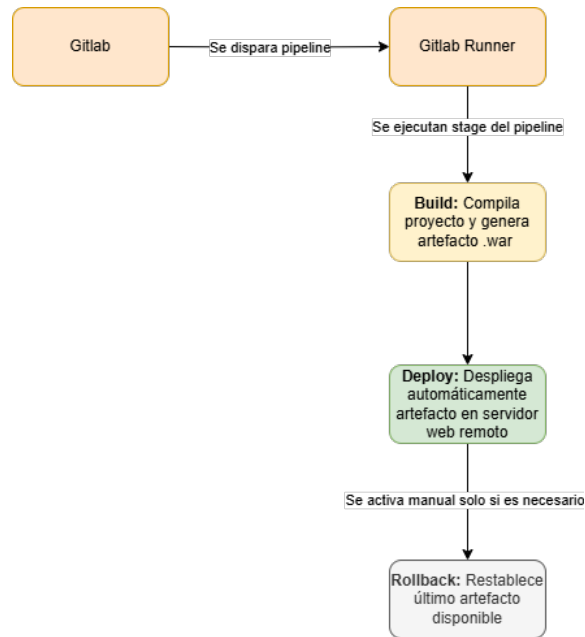 Gitlab
Se dispara pipeline
Gitlab Runner
Se ejecutan stage del pipeline
Build: Compila
proyecto y genera
artefacto .war
Deploy: Despliega
automáticamente
artefacto en servidor
web remoto
Se activa manual solo si es necesario
Rollback: Restablece
último artefacto
disponible